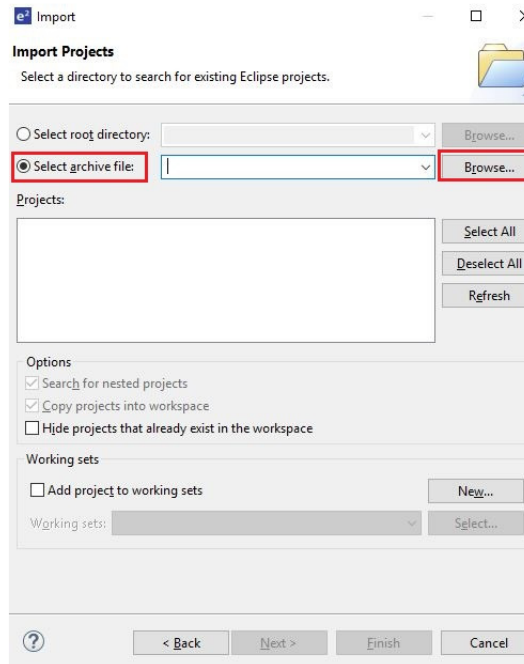 e² Import
Import Projects
Select a directory to search for existing Eclipse projects.
Select root directory: Browse...
Select archive file: Browse...
Projects:
Select All
Deselect All
Refresh
Options
Search for nested projects
Copy projects into workspace
Hide projects that already exist in the workspace
Working sets
Add project to working sets New...
Working sets: Select...
? < Back Next > Finish Cancel